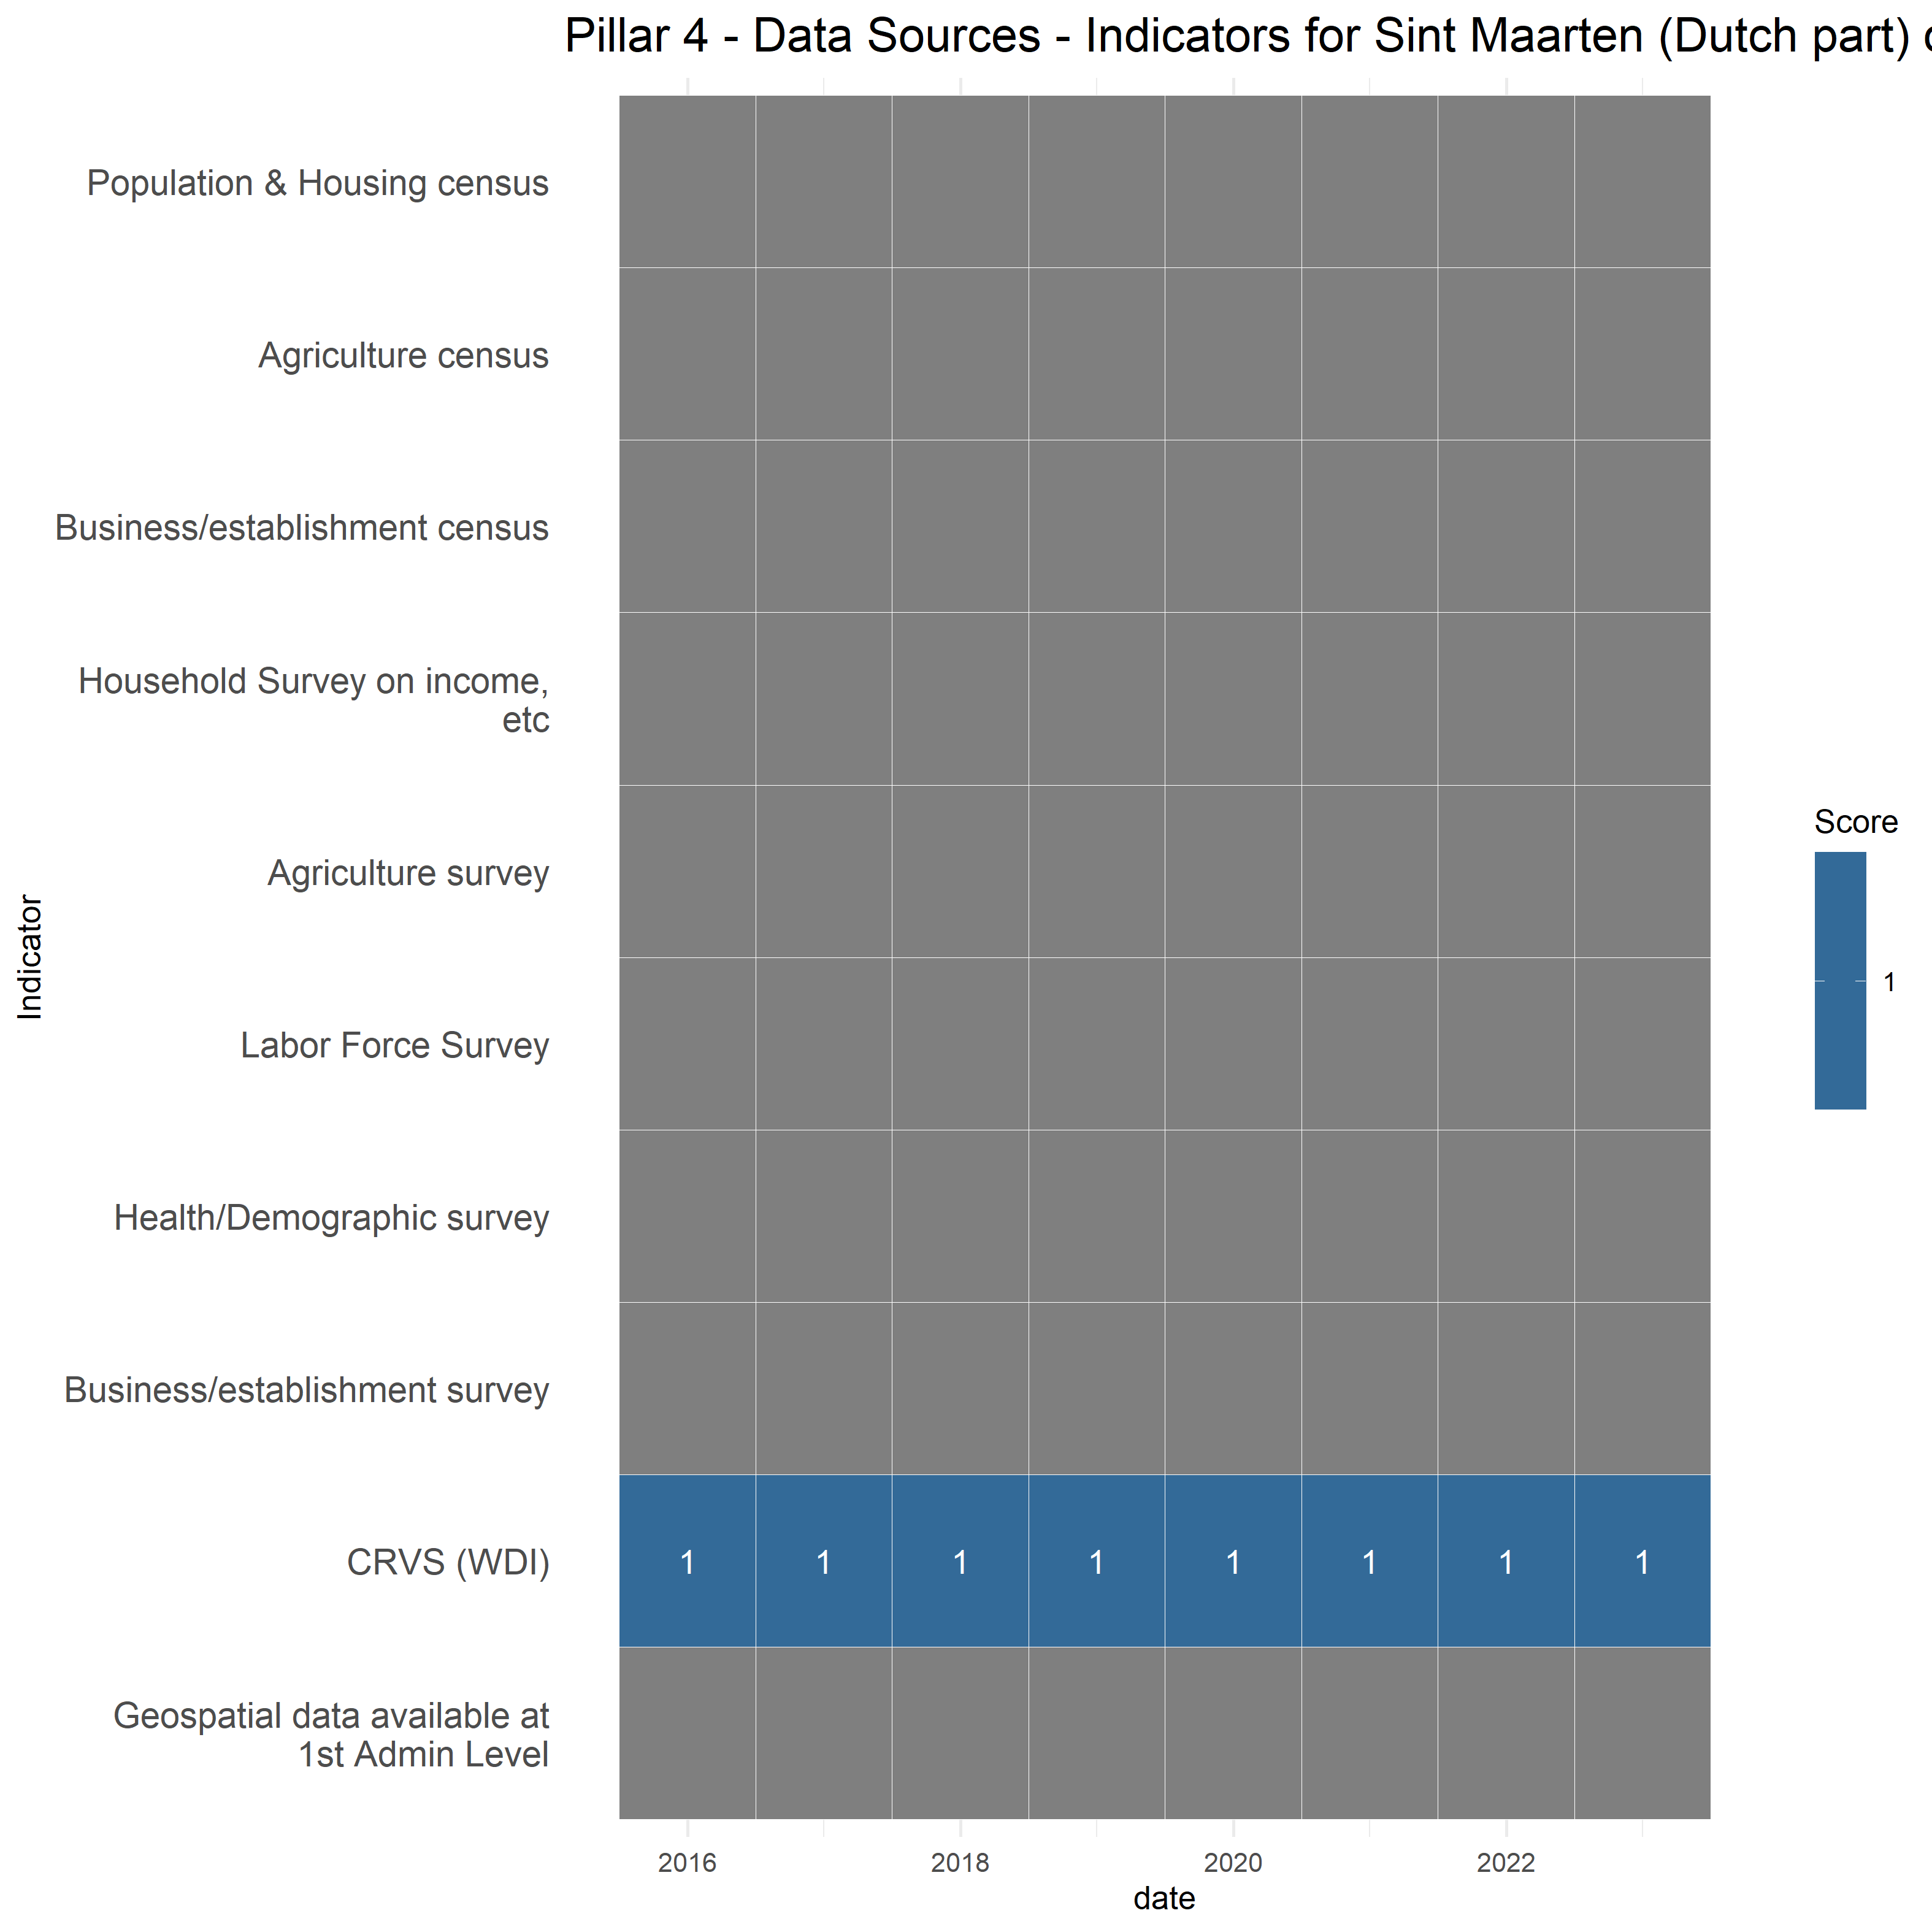 Pillar 4 - Data Sources - Indicators for Sint Maarten (Dutch part)
Population & Housing census
Agriculture census
Business/establishment census
Household Survey on income,
etc
Agriculture survey
Labor Force Survey
Health/Demographic survey
Business/establishment survey
CRVS (WDI)
1 1 1 1 1 1 1 1
Geospatial data available at
1st Admin Level
Indicator
2016 2018 2020 2022
date
Score
1